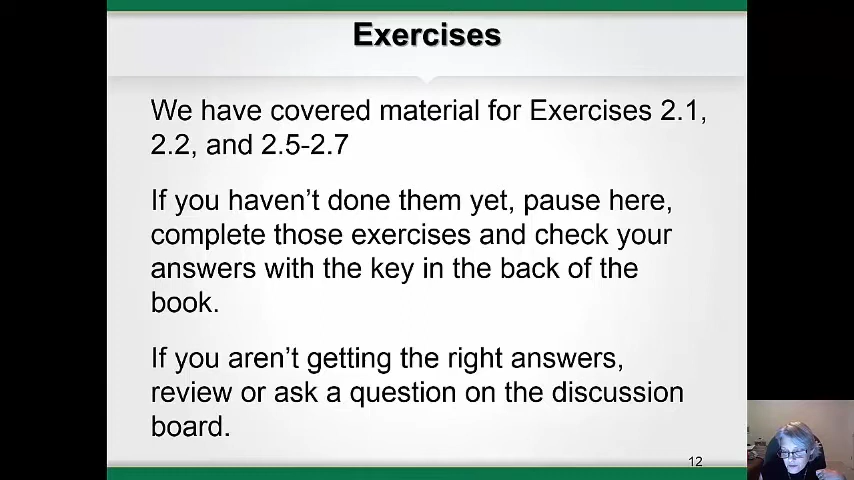 Exercises
We have covered material for Exercises 2.1,
2.2, and 2.5-2.7
If you haven’t done them yet, pause here,
complete those exercises and check your
answers with the key in the back of the
book.
If you aren’t getting the right answers,
review or ask a question on the discussion
board.
12